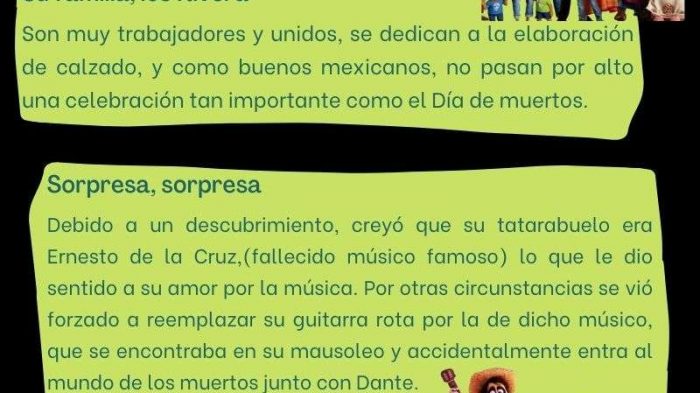 Son muy trabajadores y unidos, se dedican a la elaboración
de calzado, y como buenos mexicanos, no pasan por alto
una celebración tan importante como el Día de muertos.
Sorpresa, sorpresa
Debido a un descubrimiento, creyó que su tatarabuelo era
Ernesto de la Cruz,(fallecido músico famoso) lo que le dio
sentido a su amor por la música. Por otras circunstancias se vió
forzado a reemplazar su guitarra rota por la de dicho músico,
que se encontraba en su mausoleo y accidentalmente entra al
mundo de los muertos junto con Dante.